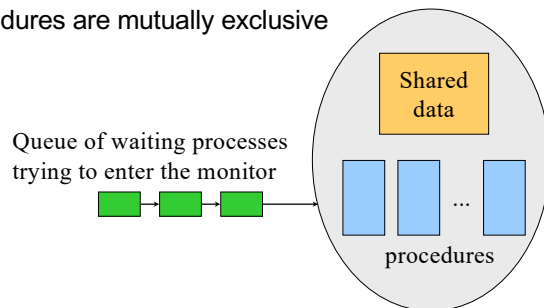 dures are mutually exclusive
Shared
data
Queue of waiting processes
trying to enter the monitor
...
procedures